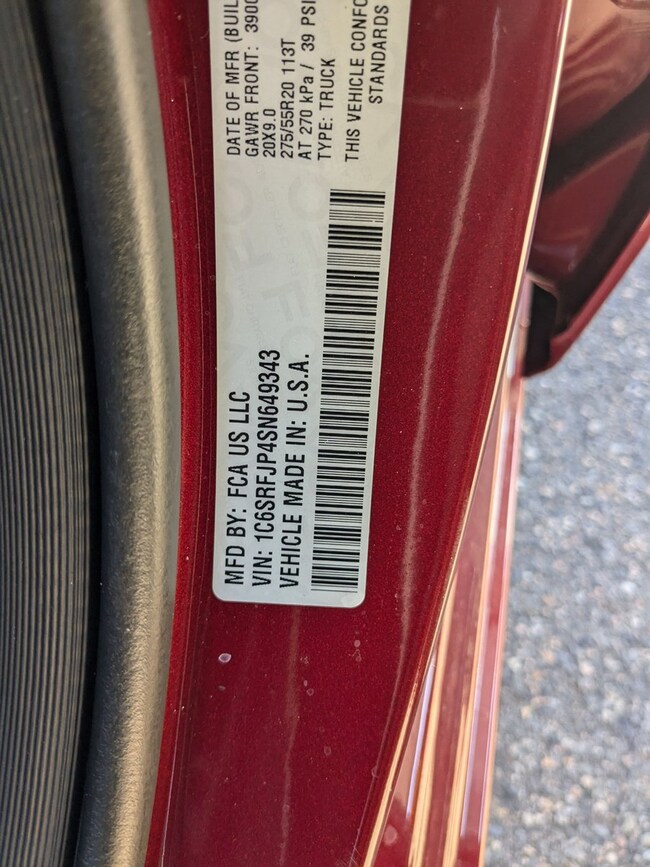 MFD BY: FCA US LLC
VIN: 1C6SRFJP4SN649343
VEHICLE MADE IN: U.S.A.
DATE OF MFR (BUIL
GAWR FRONT: 3900
20X9.0
275/55R20 113T
AT 270 kPa / 39 PSI
TYPE: TRUCK
THIS VEHICLE CONFO
STANDARDS